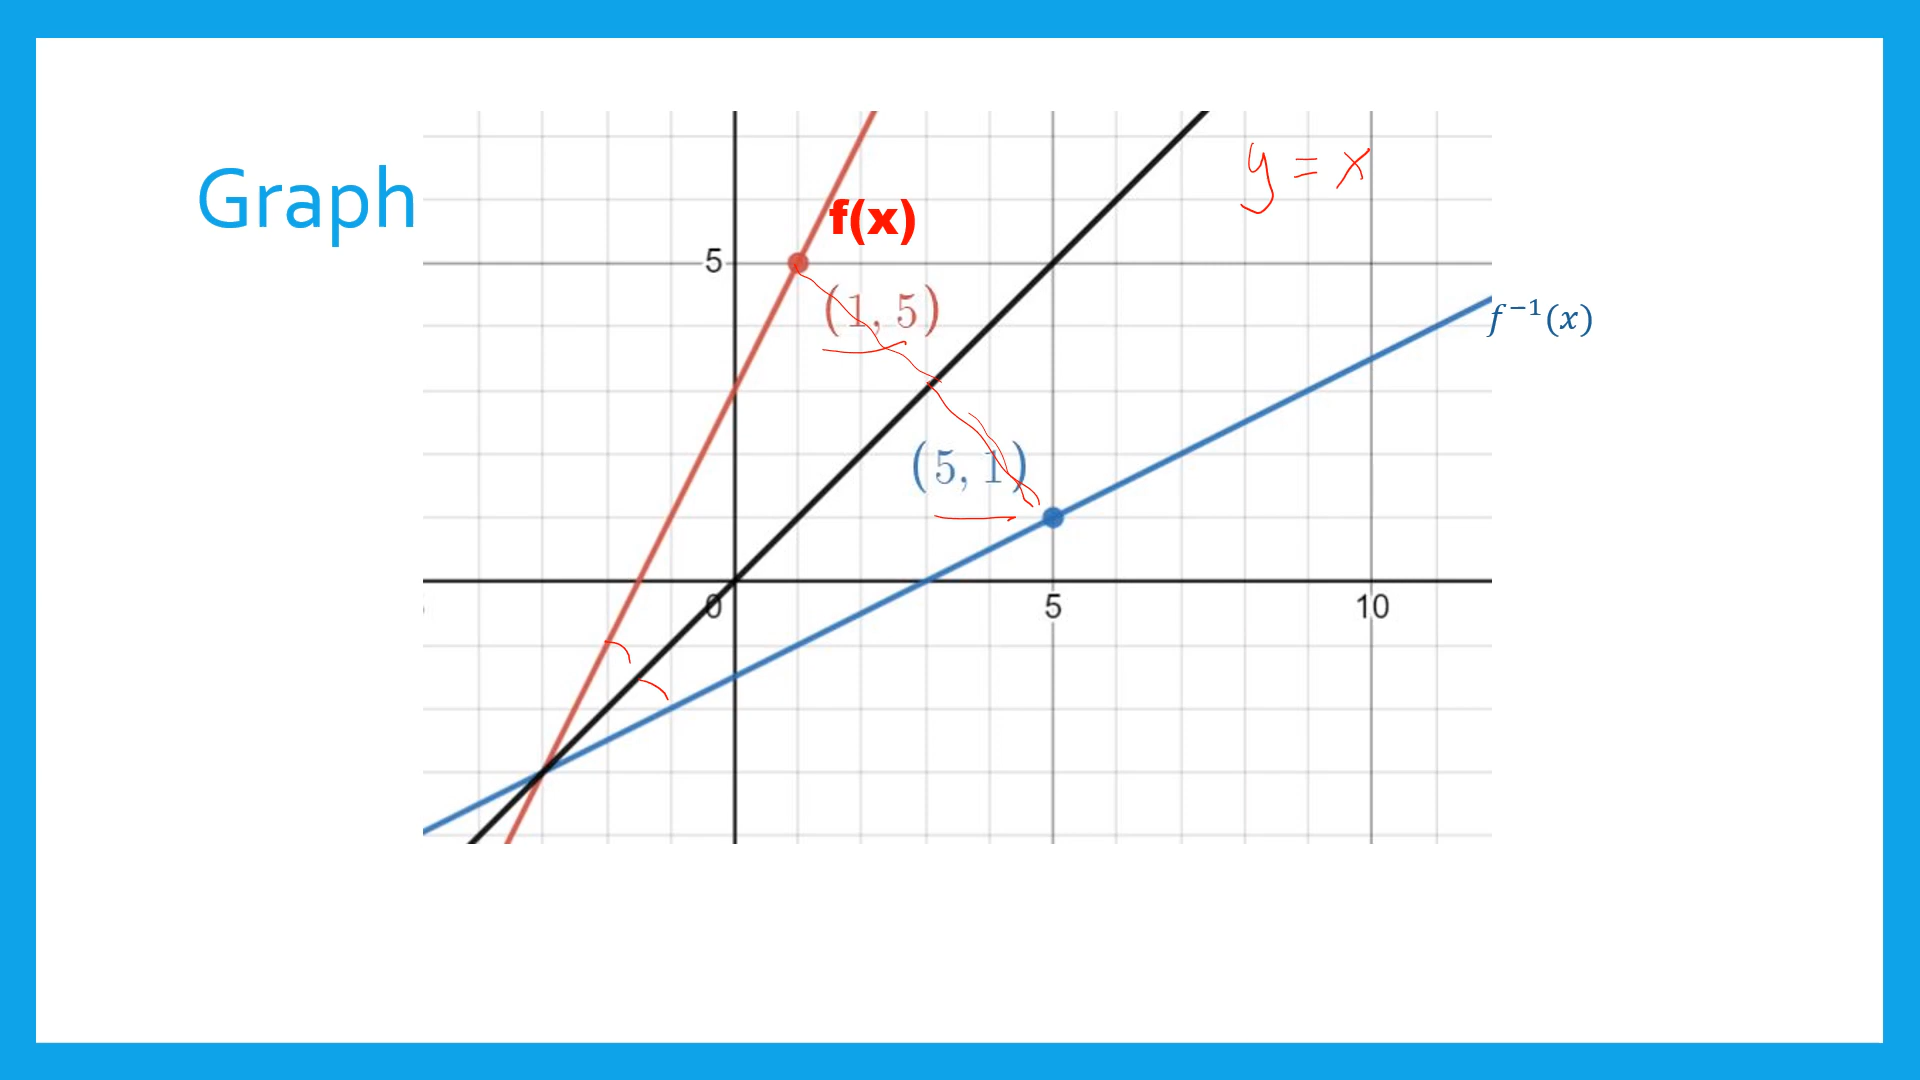 Graph
y = x
f(x)
5
(1, 5)
f⁻¹(x)
(5, 1)
0
5
10